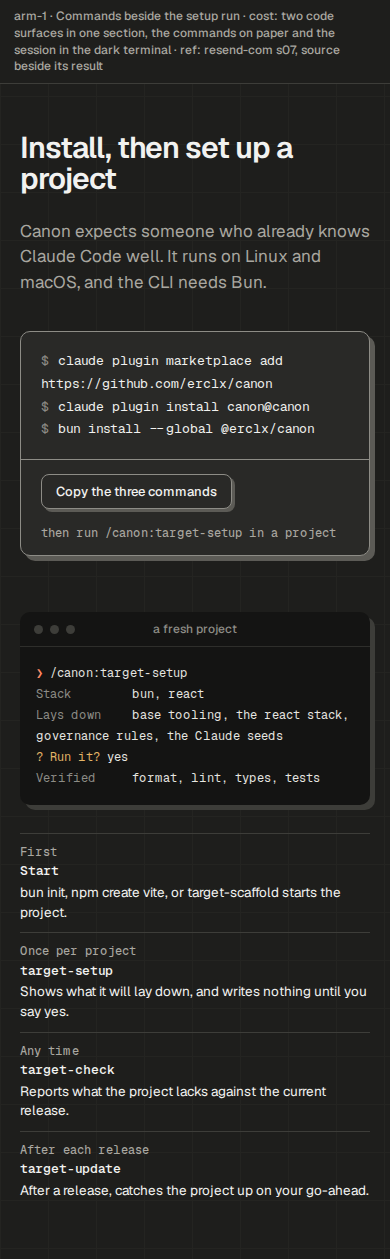 arm-1 · Commands beside the setup run · cost: two code
surfaces in one section, the commands on paper and the
session in the dark terminal · ref: resend-com s07, source
beside its result
Install, then set up a
project
Canon expects someone who already knows
Claude Code well. It runs on Linux and
macOS, and the CLI needs Bun.
$ claude plugin marketplace add
https://github.com/erclx/canon
$ claude plugin install canon@canon
$ bun install --global @erclx/canon
Copy the three commands
then run /canon:target-setup in a project
a fresh project
❯ /canon:target-setup
Stack bun, react
Lays down base tooling, the react stack,
governance rules, the Claude seeds
? Run it? yes
Verified format, lint, types, tests
First
Start
bun init, npm create vite, or target-scaffold starts the
project.
Once per project
target-setup
Shows what it will lay down, and writes nothing until you
say yes.
Any time
target-check
Reports what the project lacks against the current
release.
After each release
target-update
After a release, catches the project up on your go-ahead.